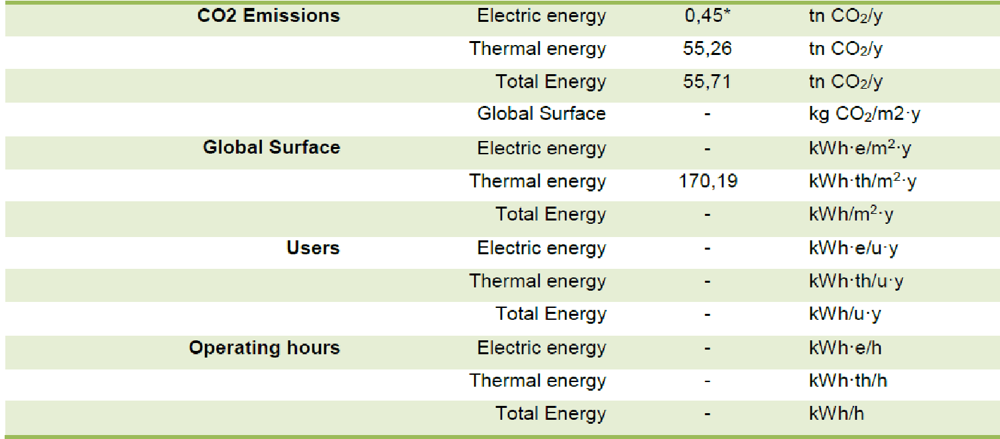 CO2 Emissions Electric energy 0,45* tn CO₂/y
Thermal energy 55,26 tn CO₂/y
Total Energy 55,71 tn CO₂/y
Global Surface - kg CO₂/m2·y
Global Surface Electric energy - kWh·e/m²·y
Thermal energy 170,19 kWh·th/m²·y
Total Energy - kWh/m²·y
Users Electric energy - kWh·e/u·y
Thermal energy - kWh·th/u·y
Total Energy - kWh/u·y
Operating hours Electric energy - kWh·e/h
Thermal energy - kWh·th/h
Total Energy - kWh/h